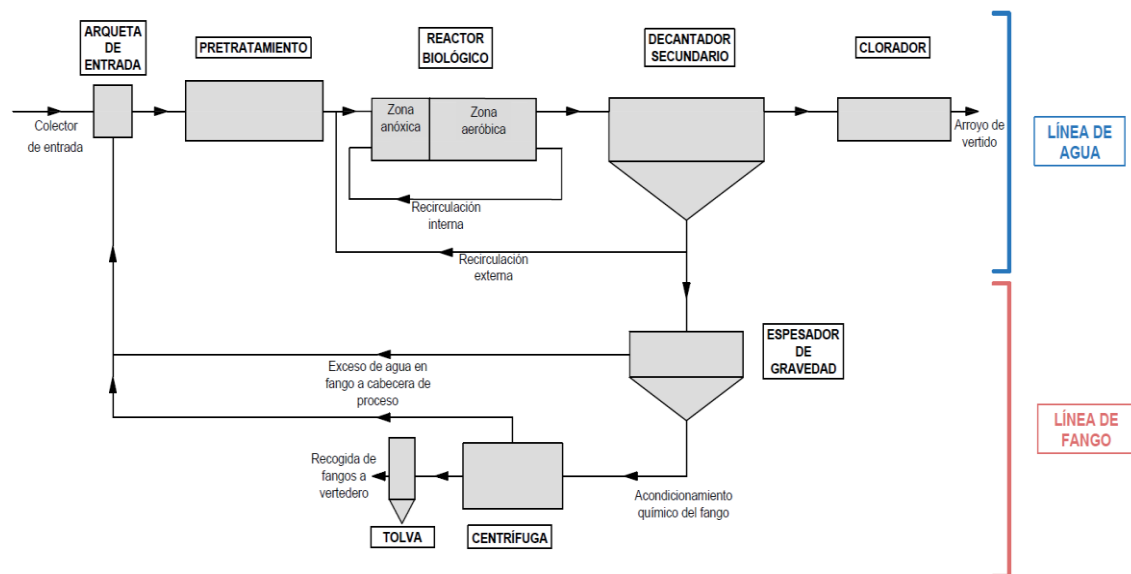 ARQUETA
DE
ENTRADA
PRETRATAMIENTO
REACTOR
BIOLÓGICO
DECANTADOR
SECUNDARIO
CLORADOR
Colector
de entrada
Zona
anóxica
Zona
aeróbica
Arroyo de
vertido
LÍNEA DE
AGUA
Recirculación
interna
Recirculación
externa
ESPESADOR
DE
GRAVEDAD
Exceso de agua en
fango a cabecera de
proceso
LÍNEA DE
FANGO
Recogida de
fangos a
vertedero
Acondicionamiento
químico del fango
TOLVA
CENTRÍFUGA